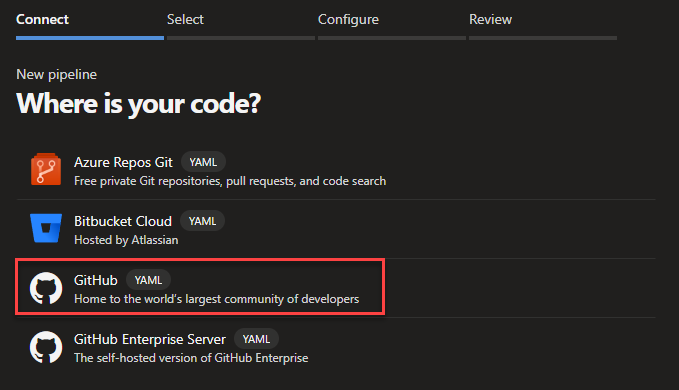 Connect Select Configure Review
New pipeline
Where is your code?
Azure Repos Git YAML
Free private Git repositories, pull requests, and code search
Bitbucket Cloud YAML
Hosted by Atlassian
GitHub YAML
Home to the world's largest community of developers
GitHub Enterprise Server YAML
The self-hosted version of GitHub Enterprise